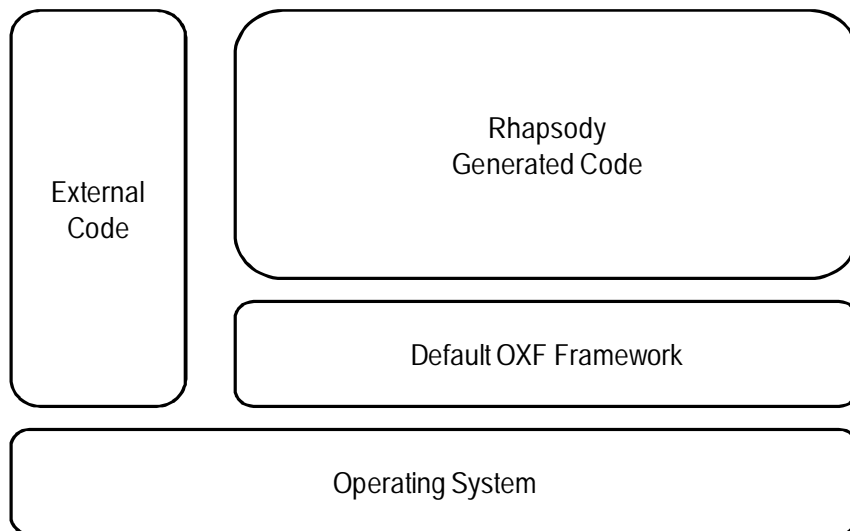 External
Code
Rhapsody
Generated Code
Default OXF Framework
Operating System